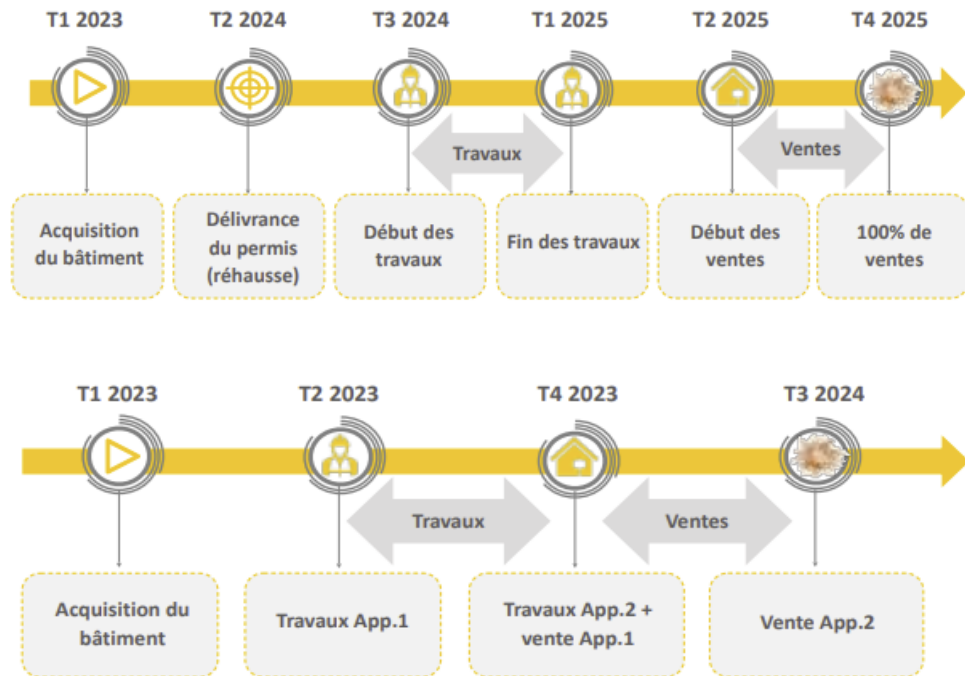 T1 2023 T2 2024 T3 2024 T1 2025 T2 2025 T4 2025
Travaux Ventes
Acquisition
du bâtiment
Délivrance
du permis
(réhausse)
Début des
travaux
Fin des travaux
Début des
ventes
100% de
ventes
T1 2023 T2 2023 T4 2023 T3 2024
Travaux Ventes
Acquisition du
bâtiment
Travaux App.1
Travaux App.2 +
vente App.1
Vente App.2